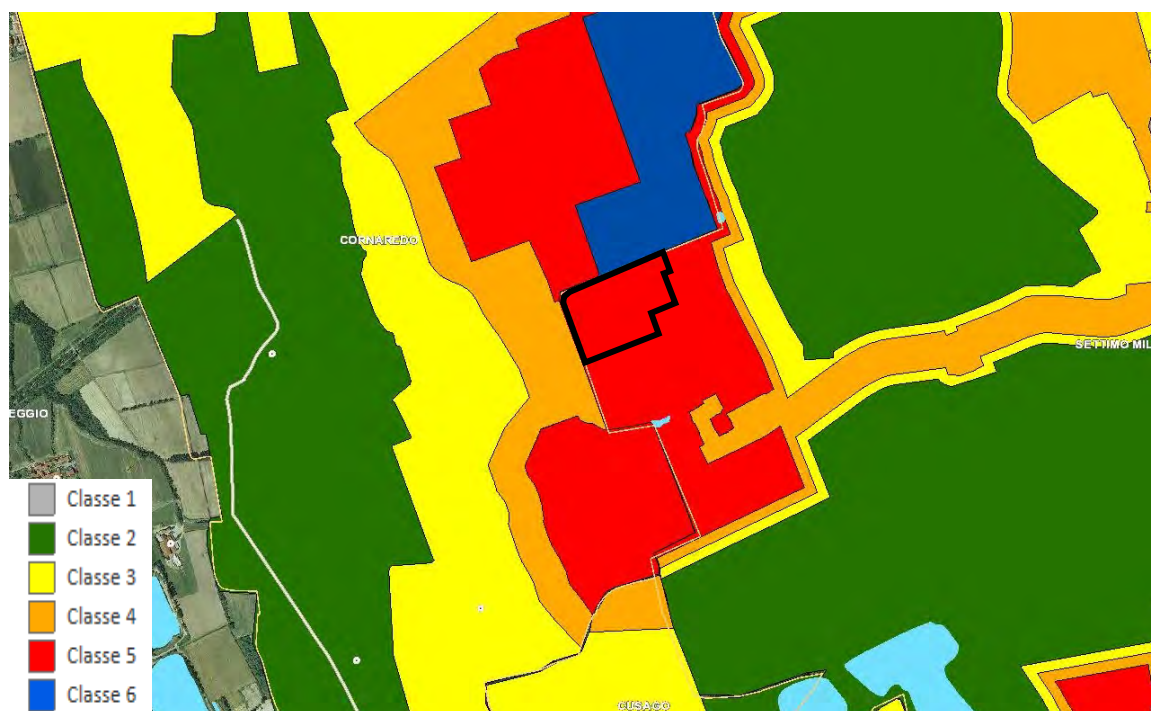 CORNAREDO
SETTIMO MIL
EGGIO
Classe 1
Classe 2
Classe 3
Classe 4
Classe 5
Classe 6
CUSAGO